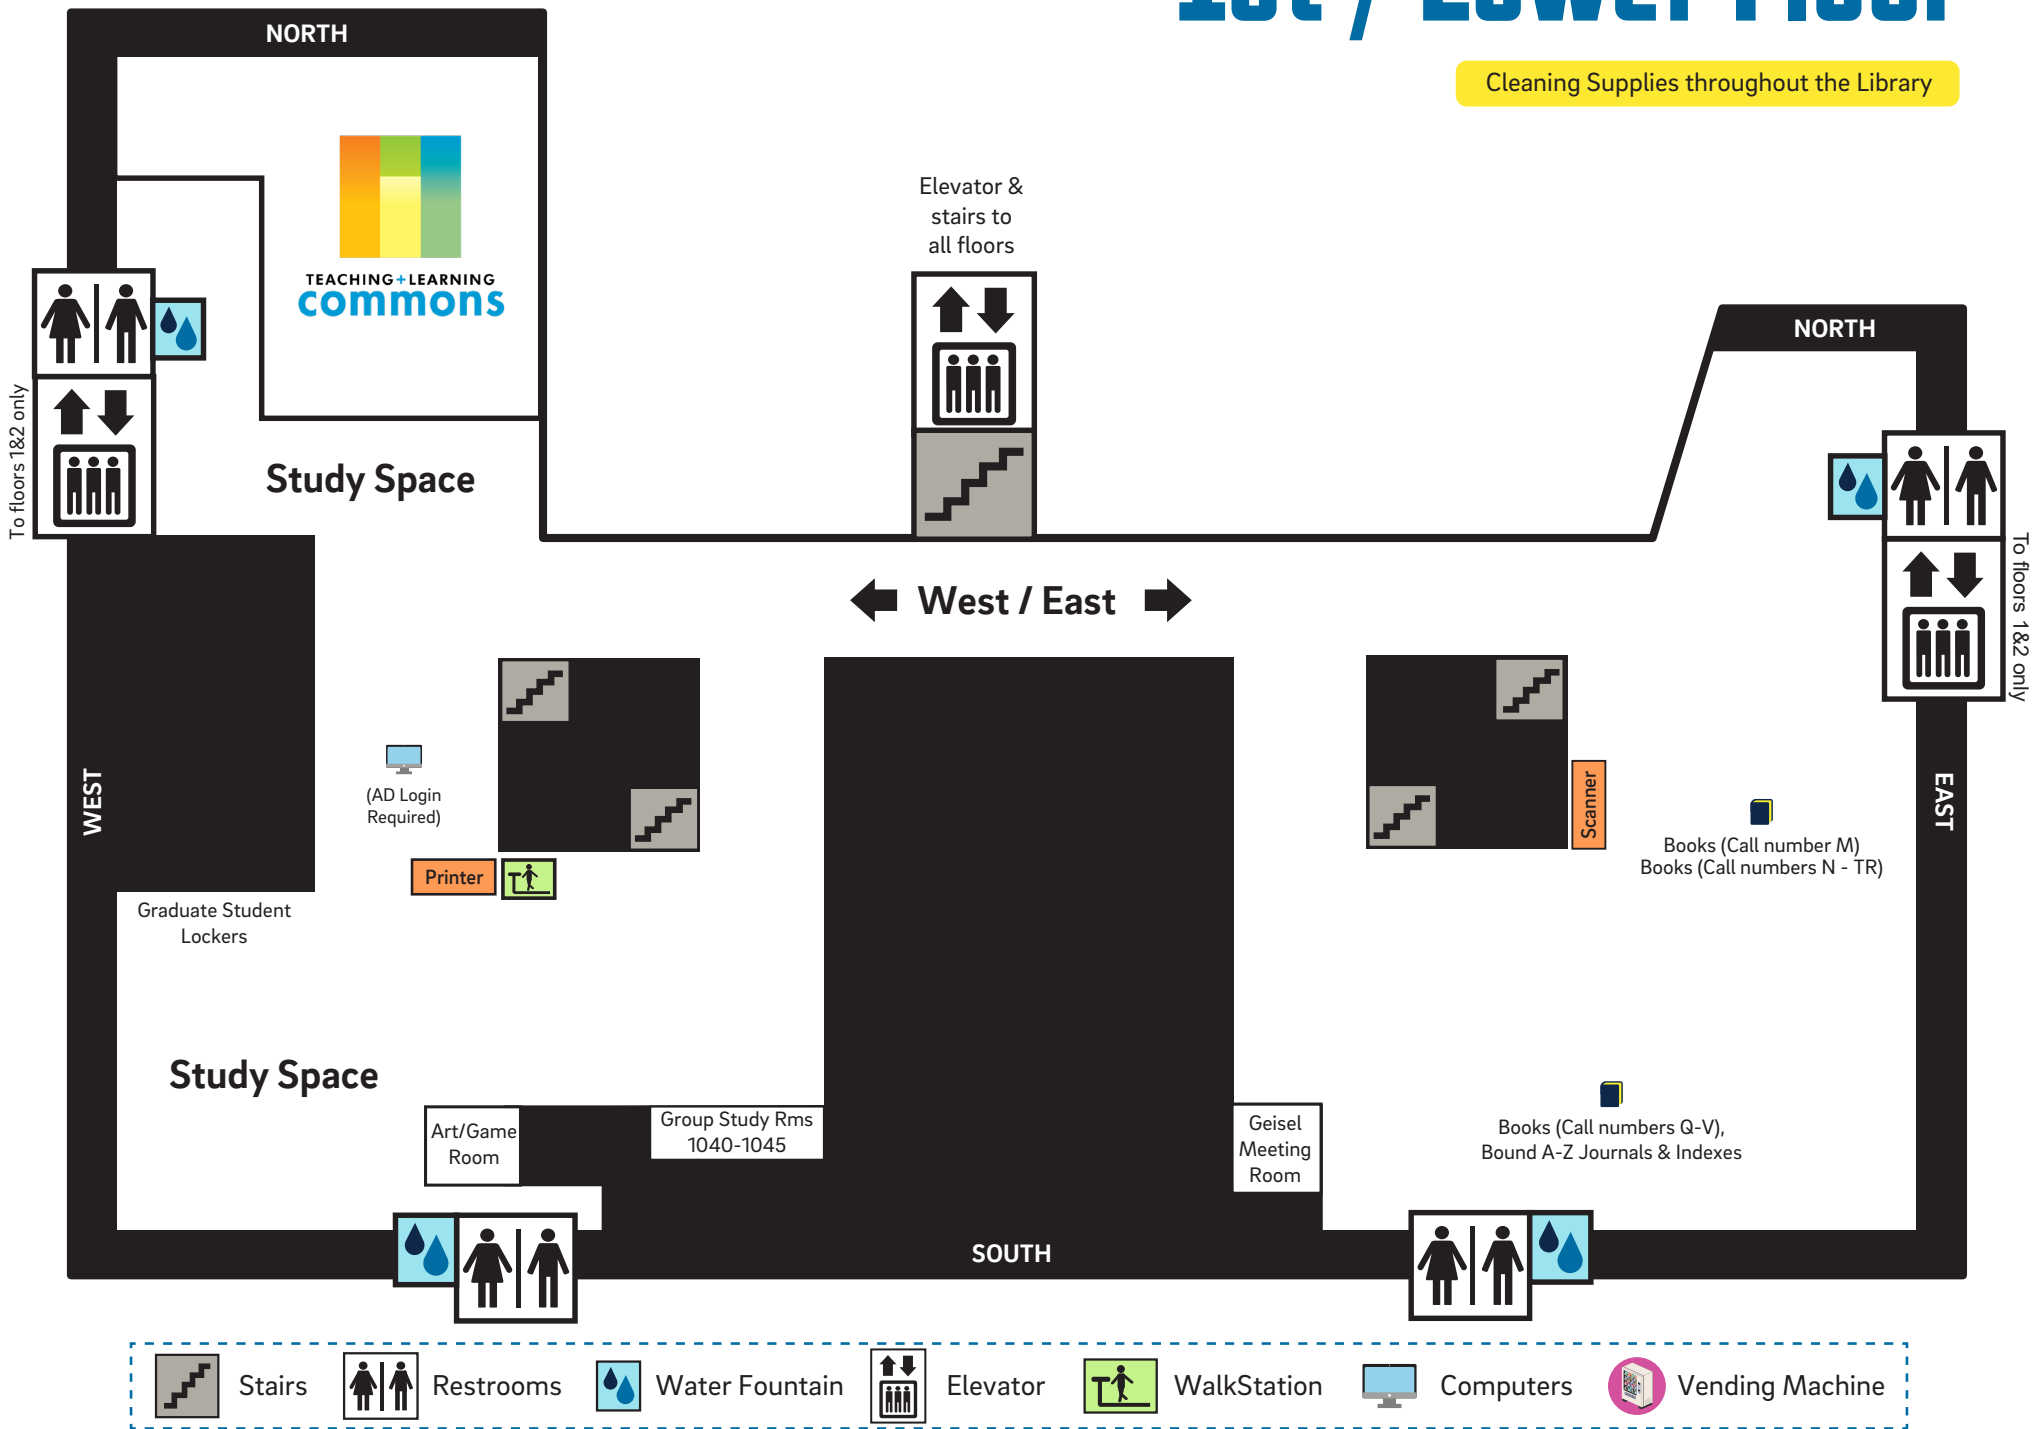 1st / Lower Floor
Cleaning Supplies throughout the Library
NORTH
TEACHING+LEARNING
commons
Elevator &
stairs to
all floors
NORTH
To floors 1&2 only
Study Space
West / East
To floors 1&2 only
WEST
(AD Login
Required)
Printer
Scanner
EAST
Books (Call number M)
Books (Call numbers N - TR)
Graduate Student
Lockers
Study Space
Art/Game
Room
Group Study Rms
1040-1045
Geisel
Meeting
Room
Books (Call numbers Q-V),
Bound A-Z Journals & Indexes
SOUTH
Stairs
Restrooms
Water Fountain
Elevator
WalkStation
Computers
Vending Machine